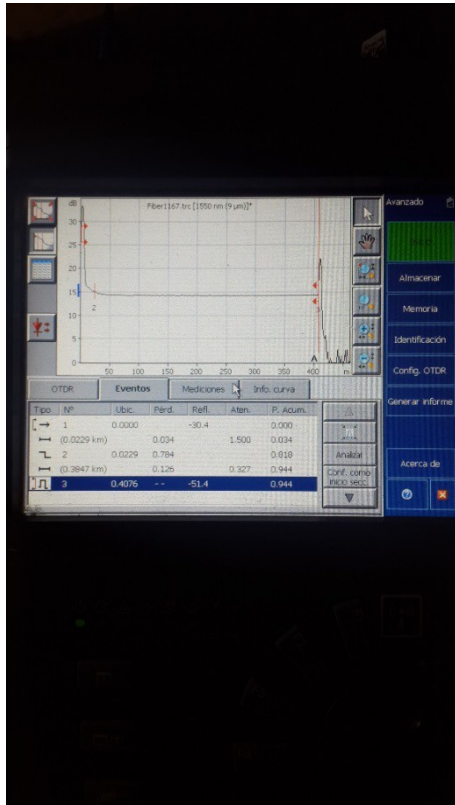 dB
Fiber1167.trc [1550 nm (9 µm)]*
30
25
20
15
10
5
0
2
3
A
50 100 150 200 250 300 350 400 m
Avanzado
Almacenar
Memoria
Identificación
Config. OTDR
Generar informe
Acerca de
OTDR Eventos Mediciones Info. curva
Tipo Nº Ubic. Pérd. Refl. Aten. P. Acum.
1 0.0000 -30.4 0.000
(0.0229 km) 0.034 1.500 0.034
2 0.0229 0.784 0.818
(0.3847 km) 0.126 0.327 0.944
3 0.4076 -- -51.4 0.944
Analizar
Conf. como
inicio secc.